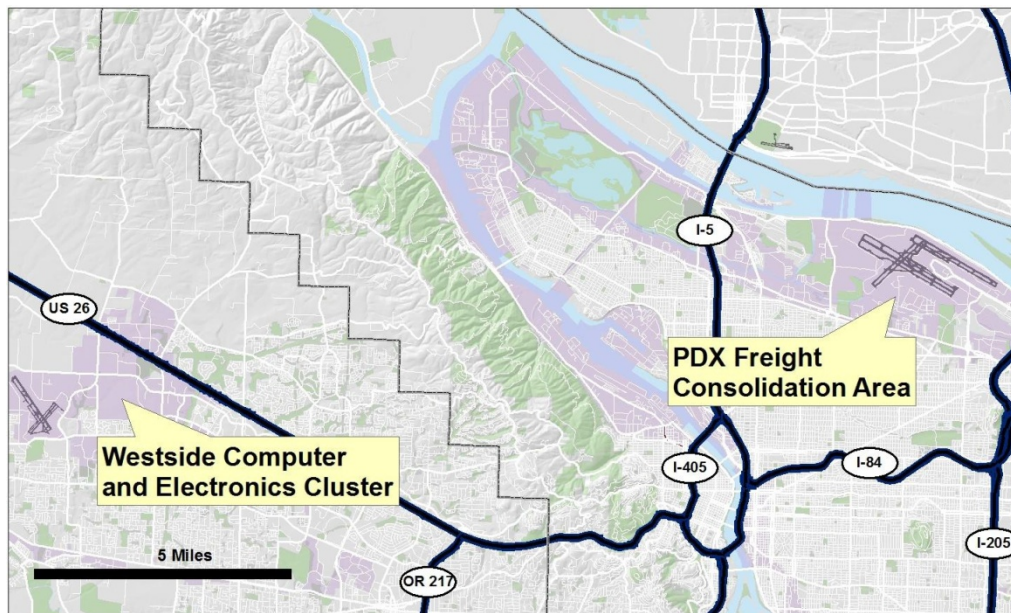 I-5
US 26
PDX Freight
Consolidation Area
Westside Computer
and Electronics Cluster
I-405
I-84
5 Miles
I-205
OR 217